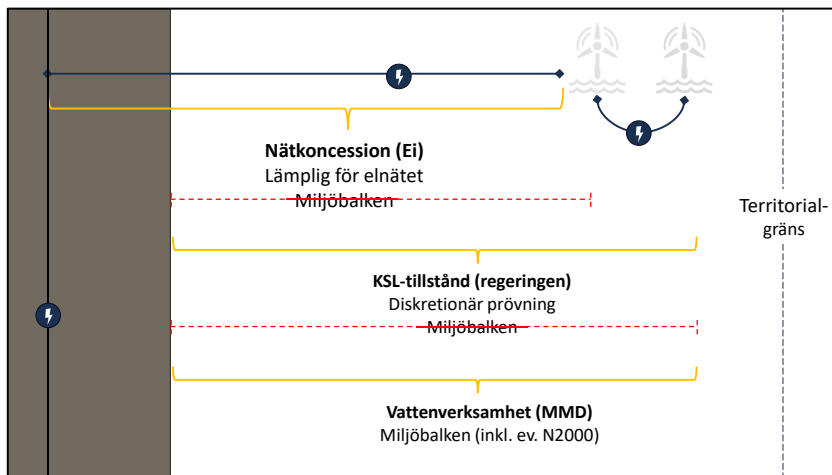 Nätkoncession (Ei)
Lämplig för elnätet
Miljöbalken
Territorial-
gräns
KSL-tillstånd (regeringen)
Diskretionär prövning
Miljöbalken
Vattenverksamhet (MMD)
Miljöbalken (inkl. ev. N2000)